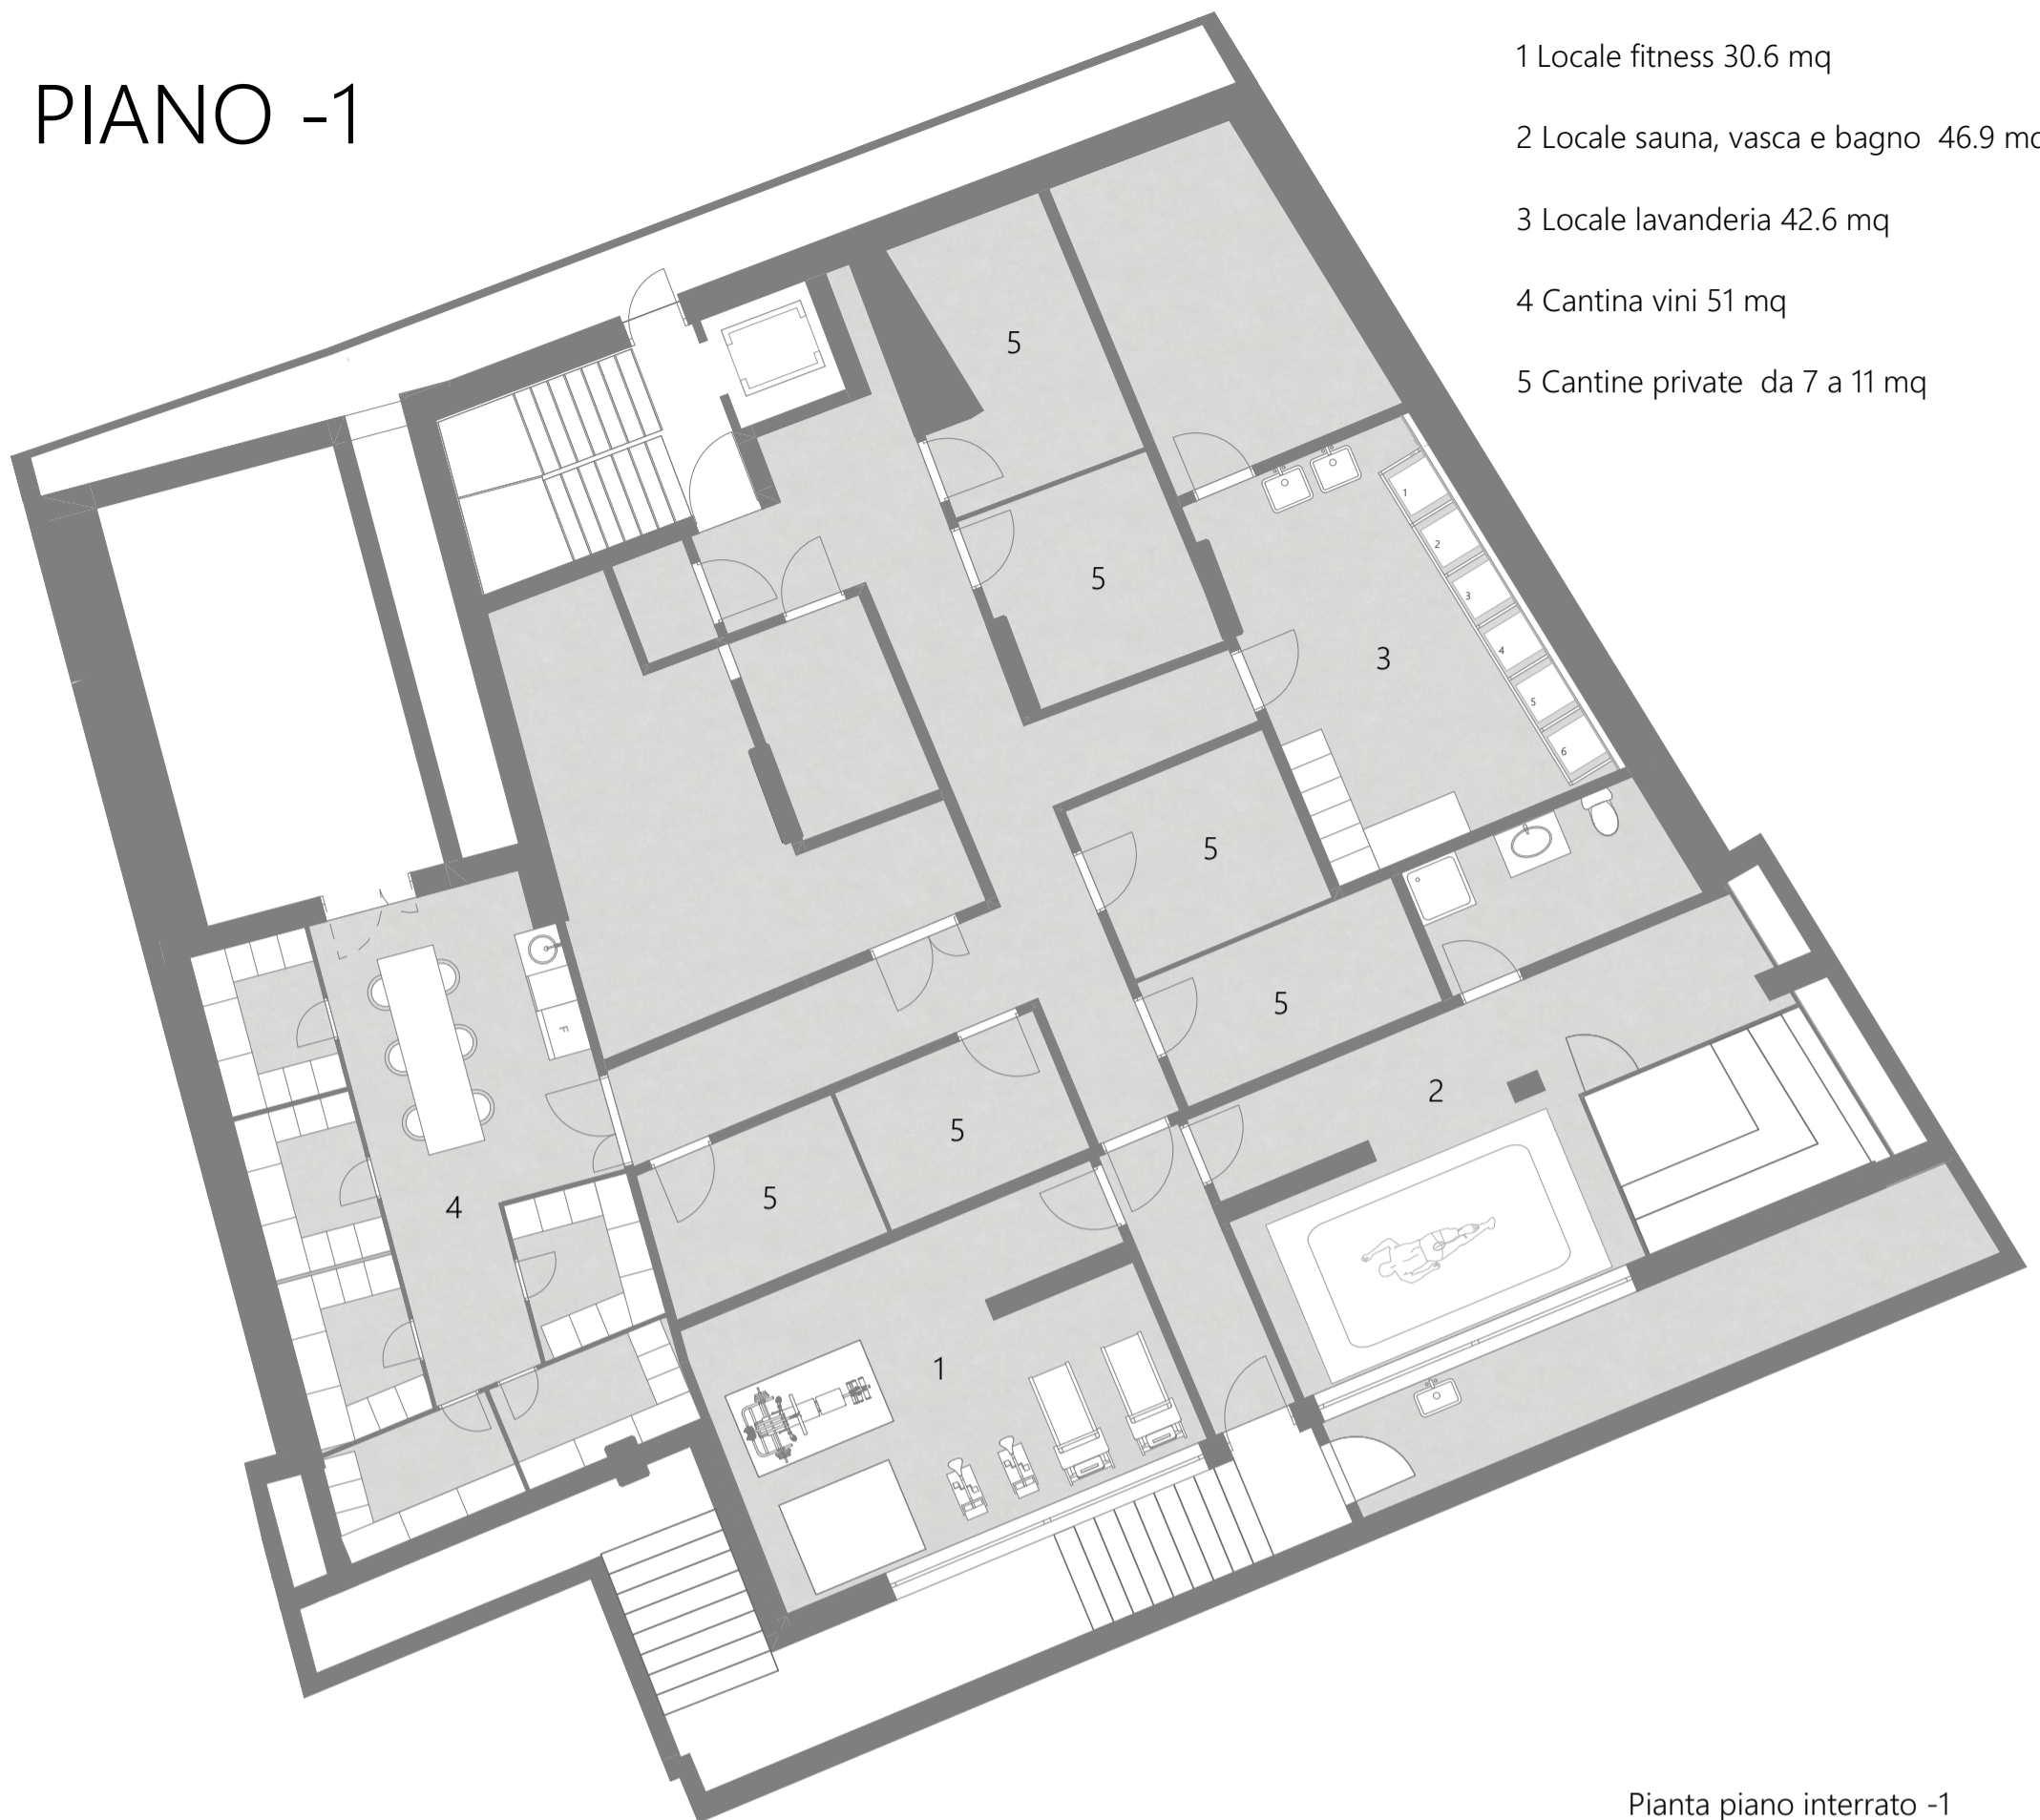 PIANO -1
1 Locale fitness 30.6 mq
2 Locale sauna, vasca e bagno 46.9 mq
3 Locale lavanderia 42.6 mq
4 Cantina vini 51 mq
5 Cantine private da 7 a 11 mq
5
1
2
5
3
3
4
5
6
5
5
F
2
5
5
4
1
Pianta piano interrato -1